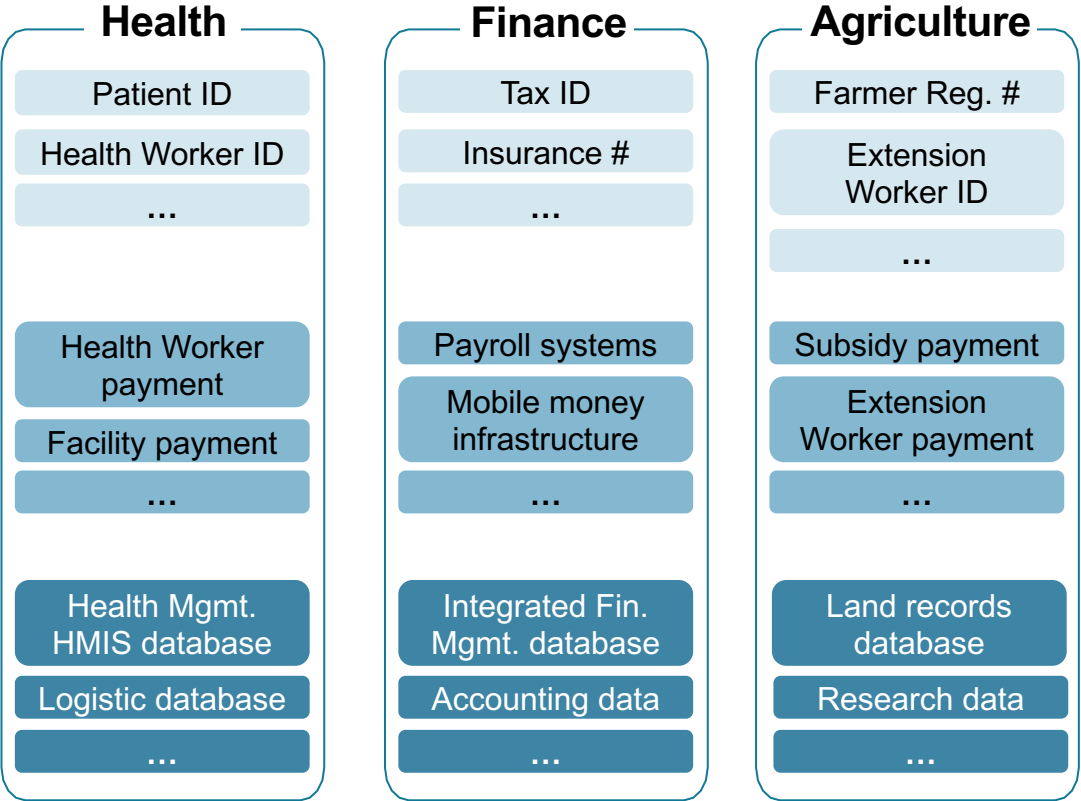 Health
Patient ID
Health Worker ID
...
Health Worker
payment
Facility payment
...
Health Mgmt.
HMIS database
Logistic database
...
Finance
Tax ID
Insurance #
...
Payroll systems
Mobile money
infrastructure
...
Integrated Fin.
Mgmt. database
Accounting data
...
Agriculture
Farmer Reg. #
Extension
Worker ID
...
Subsidy payment
Extension
Worker payment
...
Land records
database
Research data
...